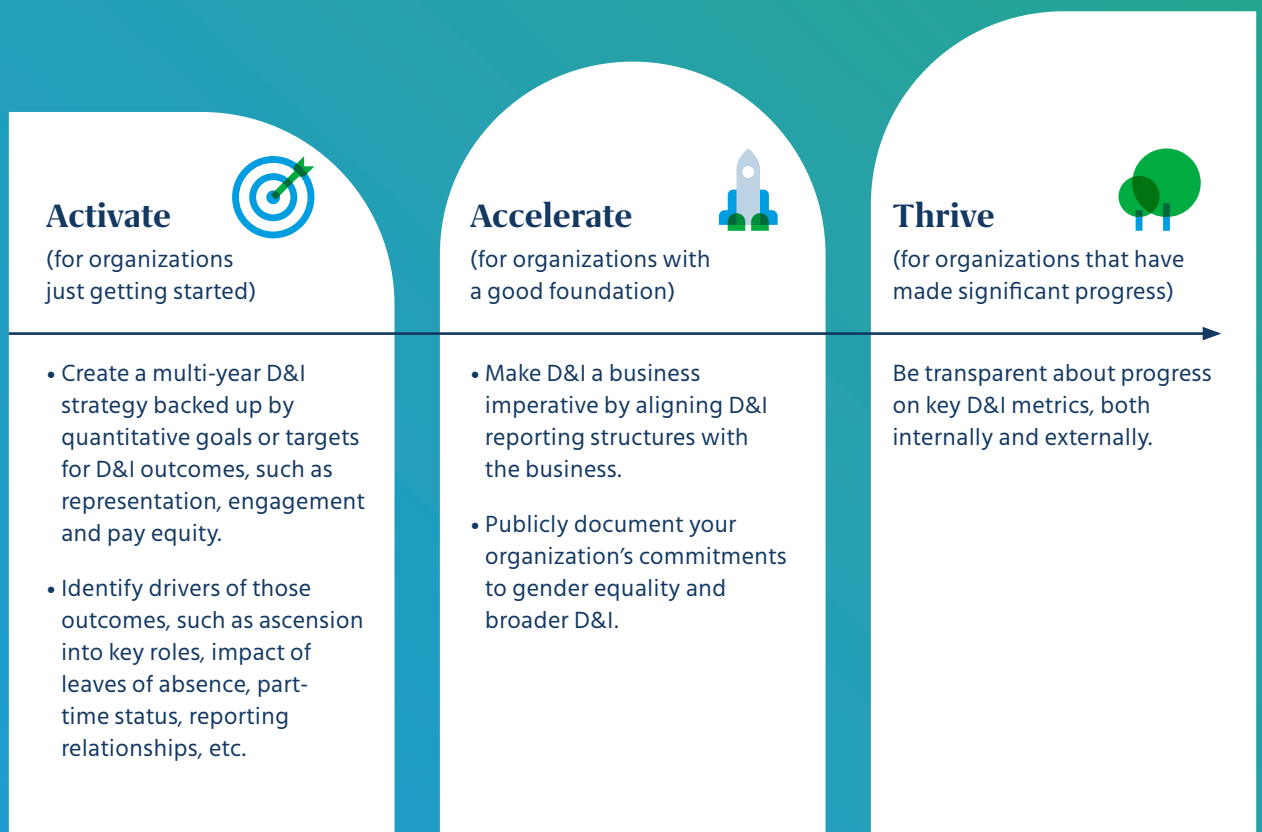 Activate
(for organizations
just getting started)
• Create a multi-year D&I
strategy backed up by
quantitative goals or targets
for D&I outcomes, such as
representation, engagement
and pay equity.
• Identify drivers of those
outcomes, such as ascension
into key roles, impact of
leaves of absence, part-
time status, reporting
relationships, etc.
Accelerate
(for organizations with
a good foundation)
• Make D&I a business
imperative by aligning D&I
reporting structures with
the business.
• Publicly document your
organization’s commitments
to gender equality and
broader D&I.
Thrive
(for organizations that have
made significant progress)
Be transparent about progress
on key D&I metrics, both
internally and externally.